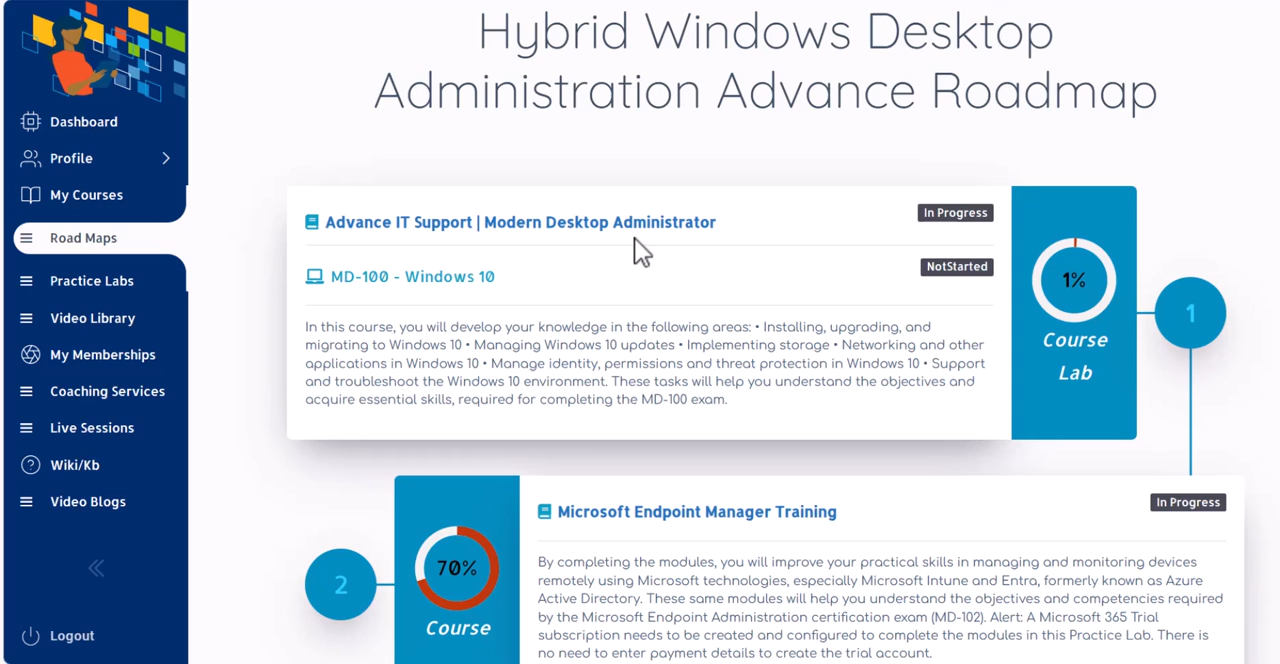 Dashboard
Profile
My Courses
Road Maps
Practice Labs
Video Library
My Memberships
Coaching Services
Live Sessions
Wiki/Kb
Video Blogs
Logout
Hybrid Windows Desktop
Administration Advance Roadmap
Advance IT Support | Modern Desktop Administrator
In Progress
MD-100 - Windows 10
NotStarted
In this course, you will develop your knowledge in the following areas: • Installing, upgrading, and
migrating to Windows 10 • Managing Windows 10 updates • Implementing storage • Networking and other
applications in Windows 10 • Manage identity, permissions and threat protection in Windows 10 • Support
and troubleshoot the Windows 10 environment. These tasks will help you understand the objectives and
acquire essential skills, required for completing the MD-100 exam.
1%
Course
Lab
1
2
70%
Course
Microsoft Endpoint Manager Training
In Progress
By completing the modules, you will improve your practical skills in managing and monitoring devices
remotely using Microsoft technologies, especially Microsoft Intune and Entra, formerly known as Azure
Active Directory. These same modules will help you understand the objectives and competencies required
by the Microsoft Endpoint Administration certification exam (MD-102). Alert: A Microsoft 365 Trial
subscription needs to be created and configured to complete the modules in this Practice Lab. There is
no need to enter payment details to create the trial account.